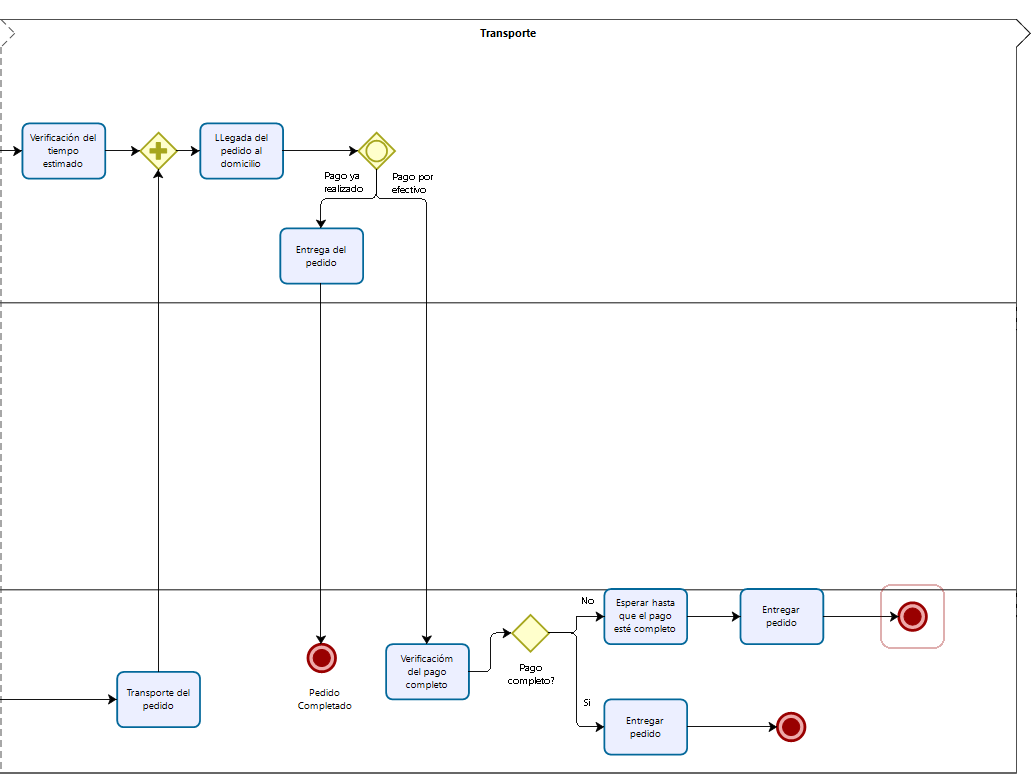 Transporte
Verificación del
tiempo
estimado
LLegada del
pedido al
domicilio
Pago ya
realizado
Pago por
efectivo
Entrega del
pedido
No
Esperar hasta
que el pago
esté completo
Entregar
pedido
Verificacióm
del pago
completo
Pago
completo?
Transporte del
pedido
Pedido
Completado
Si
Entregar
pedido